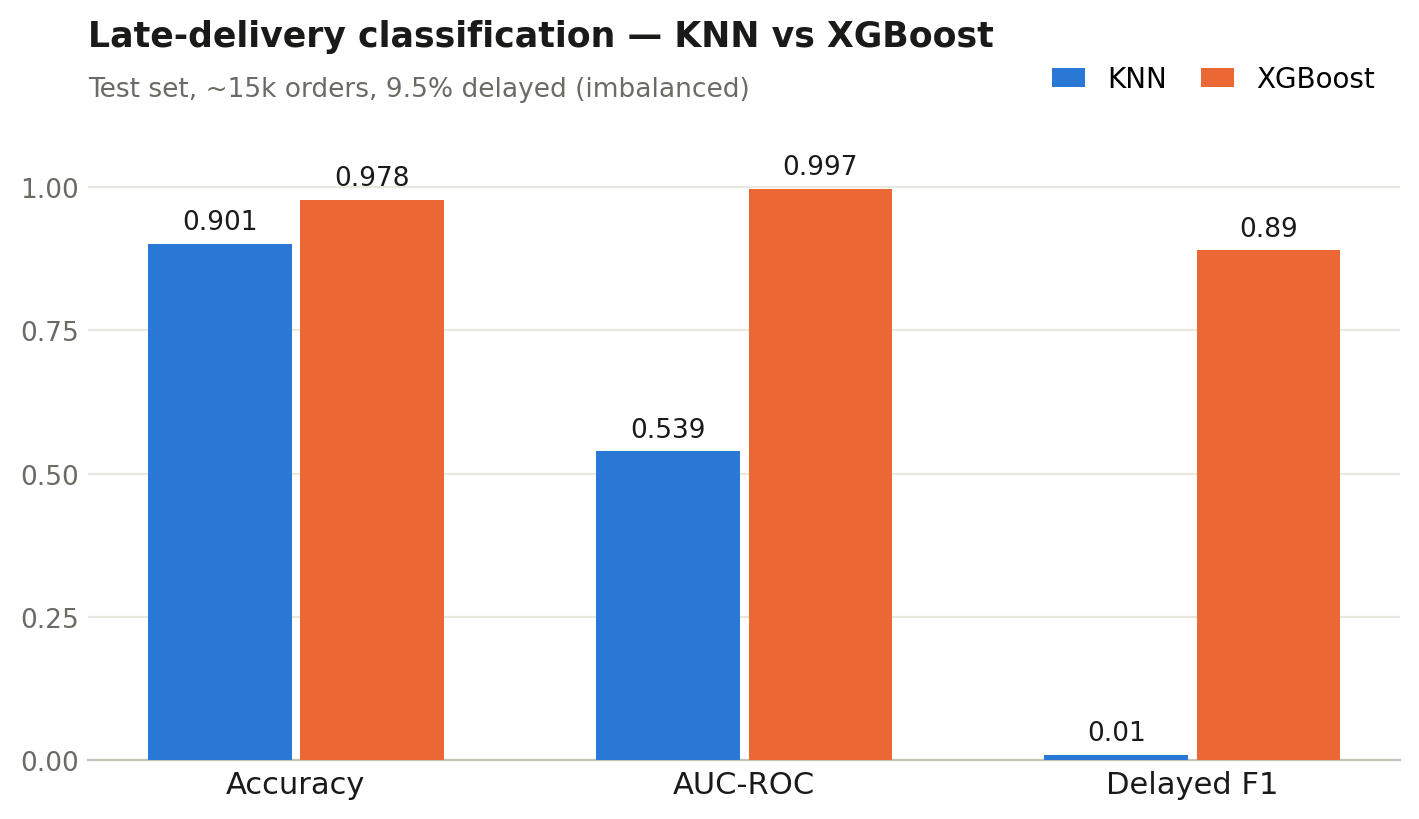 Late-delivery classification — KNN vs XGBoost
Test set, ~15k orders, 9.5% delayed (imbalanced)
KNN
XGBoost
1.00
0.75
0.50
0.25
0.00
0.901
0.978
0.539
0.997
0.01
0.89
Accuracy
AUC-ROC
Delayed F1